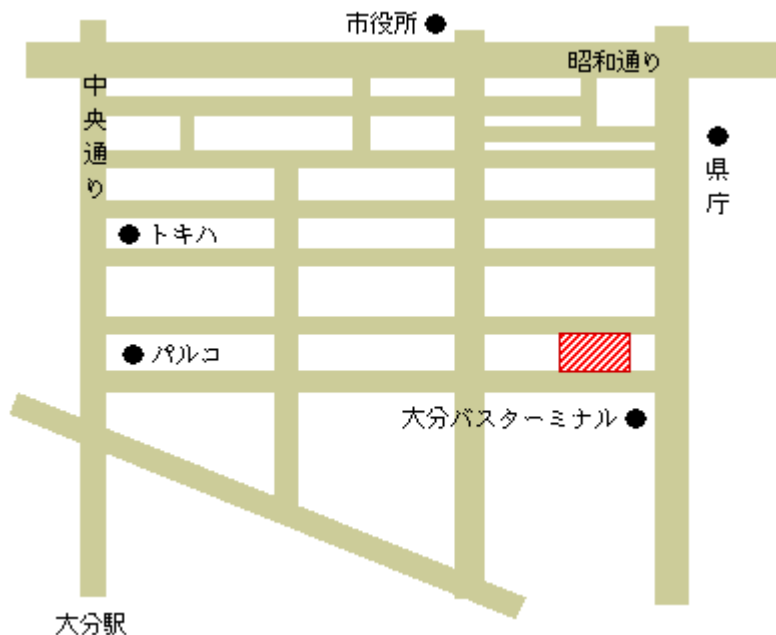 市役所
昭和通り
中央通り
県庁
トキハ
パルコ
大分バスターミナル
大分駅